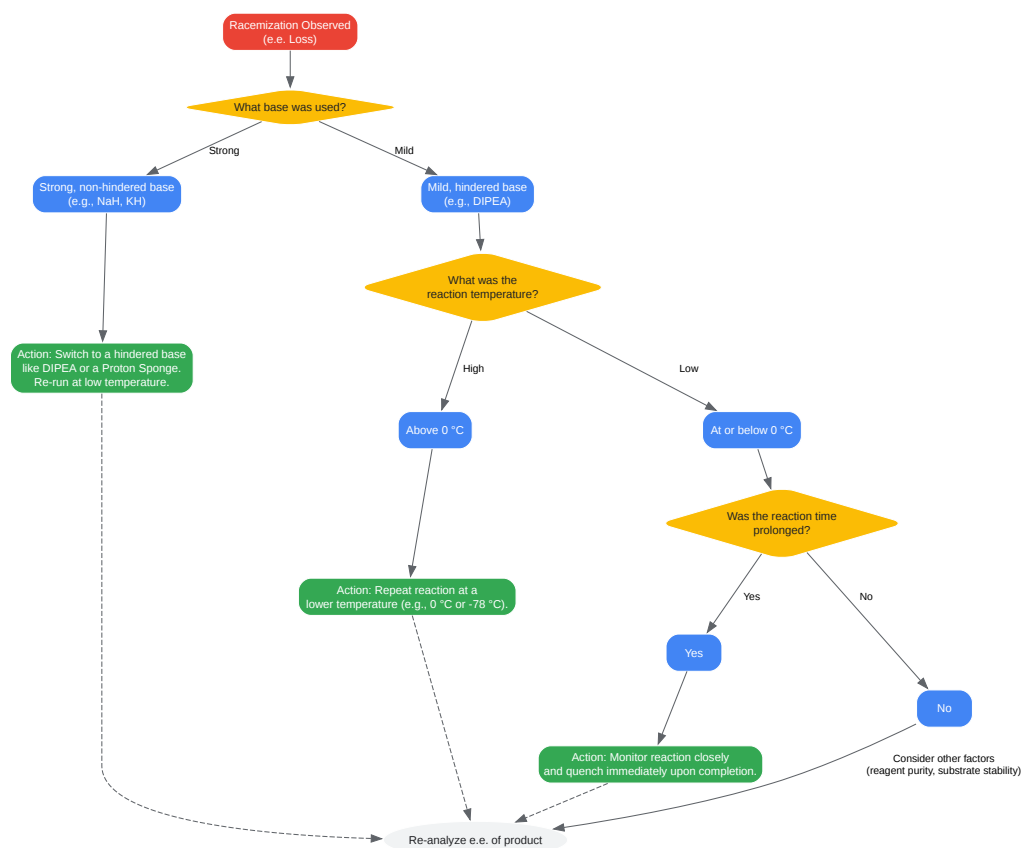 Racemization Observed
(e.e. Loss)
What base was used?
Strong
Mild
Strong, non-hindered base
(e.g., NaH, KH)
Mild, hindered base
(e.g., DIPEA)
What was the
reaction temperature?
Action: Switch to a hindered base
like DIPEA or a Proton Sponge.
Re-run at low temperature.
High
Low
Above 0 °C
At or below 0 °C
Was the reaction time
prolonged?
Action: Repeat reaction at a
lower temperature (e.g., 0 °C or -78 °C).
Yes
No
Yes
No
Action: Monitor reaction closely
and quench immediately upon completion.
Consider other factors
(reagent purity, substrate stability)
Re-analyze e.e. of product